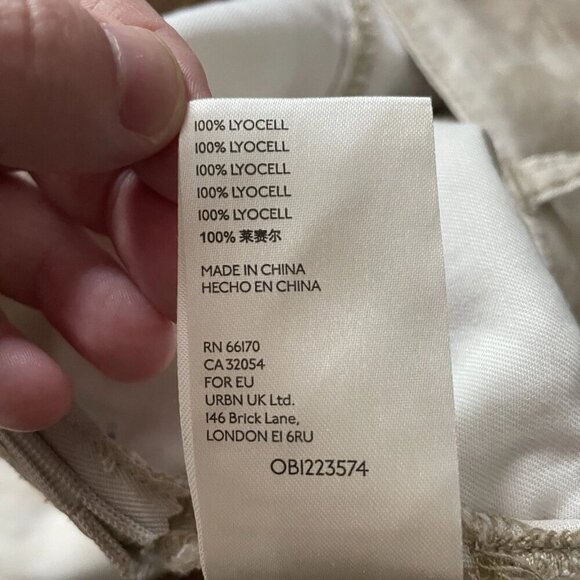 100% LYOCELL
100% LYOCELL
100% LYOCELL
100% LYOCELL
100% LYOCELL
100% 莱赛尔
MADE IN CHINA
HECHO EN CHINA
RN 66170
CA 32054
FOR EU
URBN UK Ltd.
146 Brick Lane,
LONDON E1 6RU
OB1223574